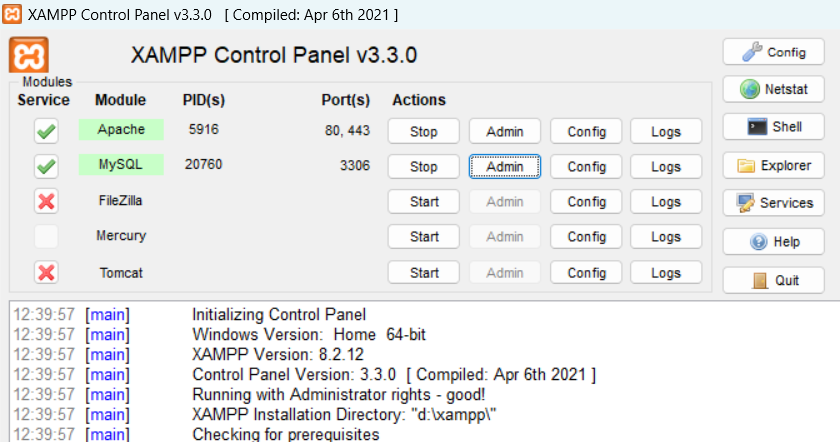 XAMPP Control Panel v3.3.0 [ Compiled: Apr 6th 2021 ]
XAMPP Control Panel v3.3.0
Modules
Service Module PID(s) Port(s) Actions
Apache 5916 80, 443 Stop Admin Config Logs
MySQL 20760 3306 Stop Admin Config Logs
FileZilla Start Admin Config Logs
Mercury Start Admin Config Logs
Tomcat Start Admin Config Logs
Config
Netstat
Shell
Explorer
Services
Help
Quit
12:39:57 [main] Initializing Control Panel
12:39:57 [main] Windows Version: Home 64-bit
12:39:57 [main] XAMPP Version: 8.2.12
12:39:57 [main] Control Panel Version: 3.3.0 [ Compiled: Apr 6th 2021 ]
12:39:57 [main] Running with Administrator rights - good!
12:39:57 [main] XAMPP Installation Directory: "d:\xampp\"
12:39:57 [main] Checking for prerequisites